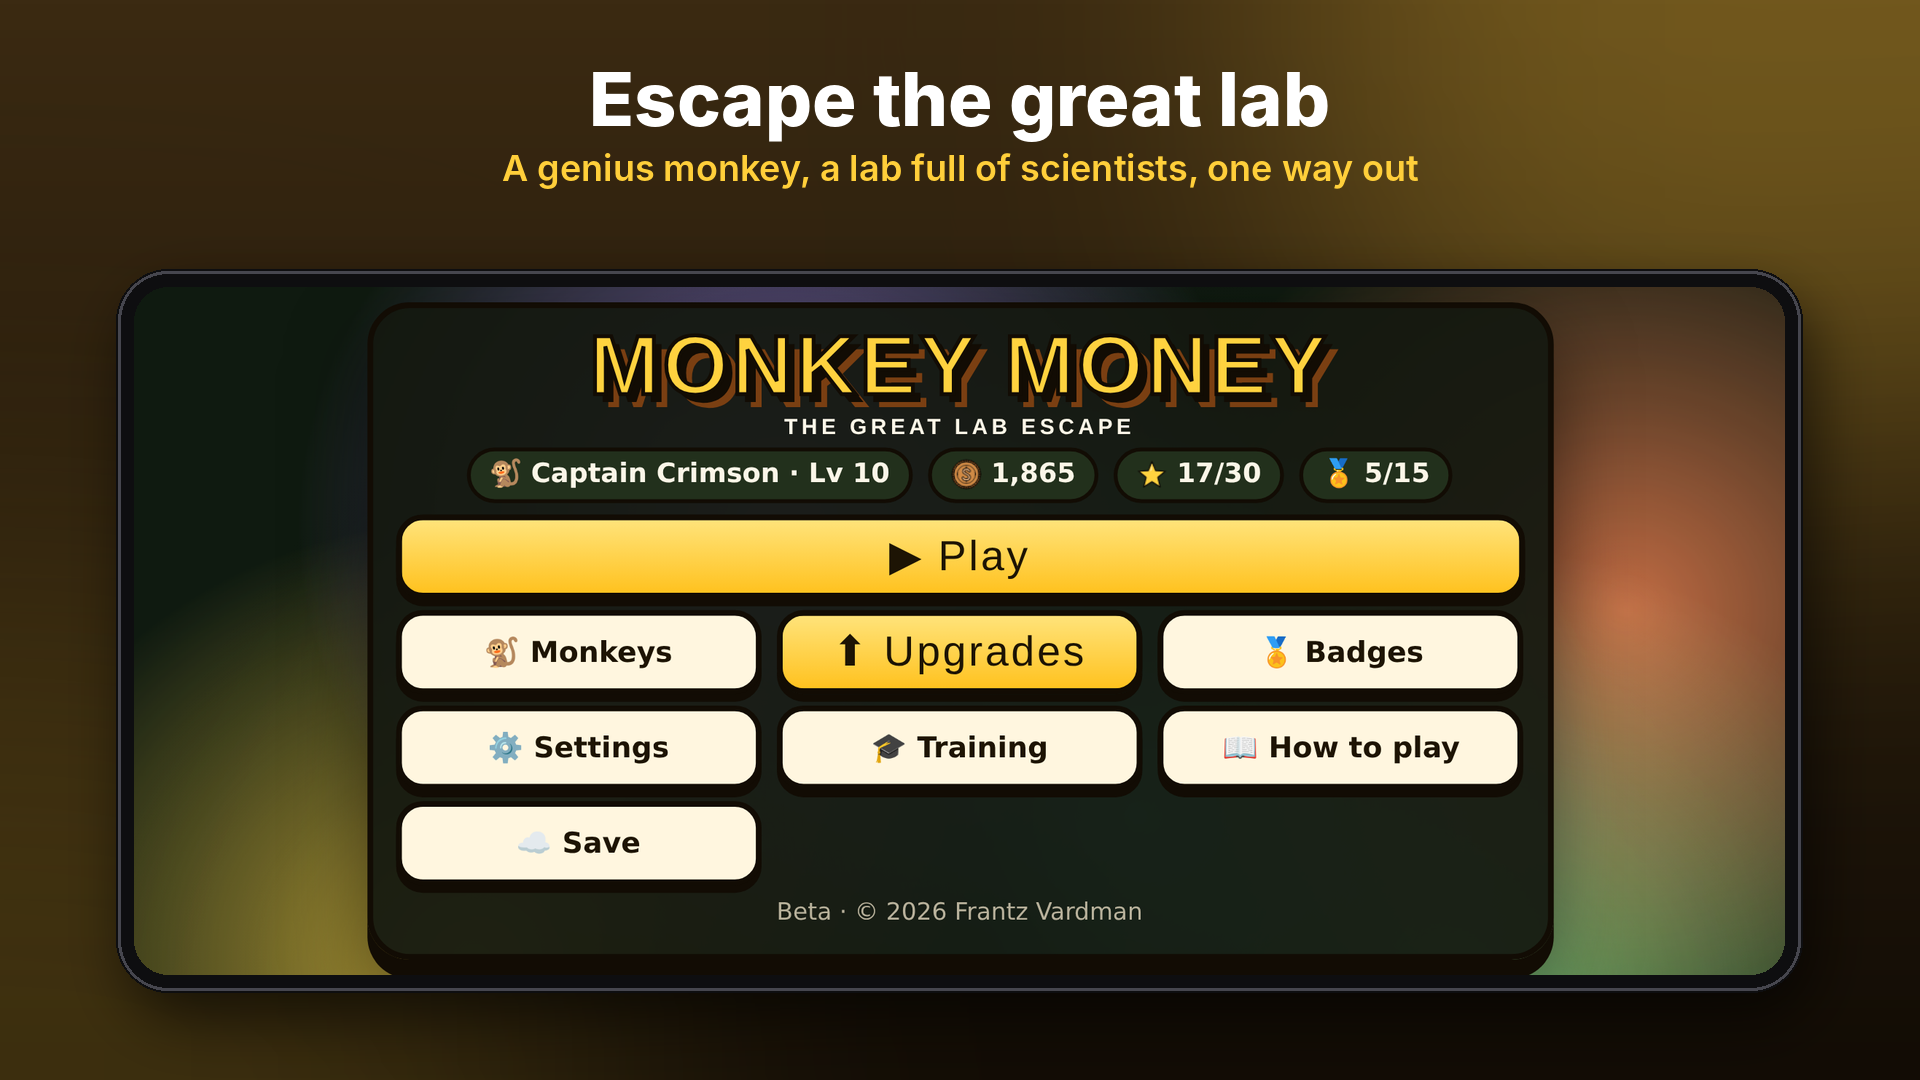 Escape the great lab
A genius monkey, a lab full of scientists, one way out
MONKEY MONEY
THE GREAT LAB ESCAPE
🐒 Captain Crimson · Lv 10 1,865 ⭐ 17/30 🏅 5/15
▶ Play
🐒 Monkeys ⬆ Upgrades 🏅 Badges
⚙️ Settings 🎓 Training 📖 How to play
☁️ Save
Beta · © 2026 Frantz Vardman